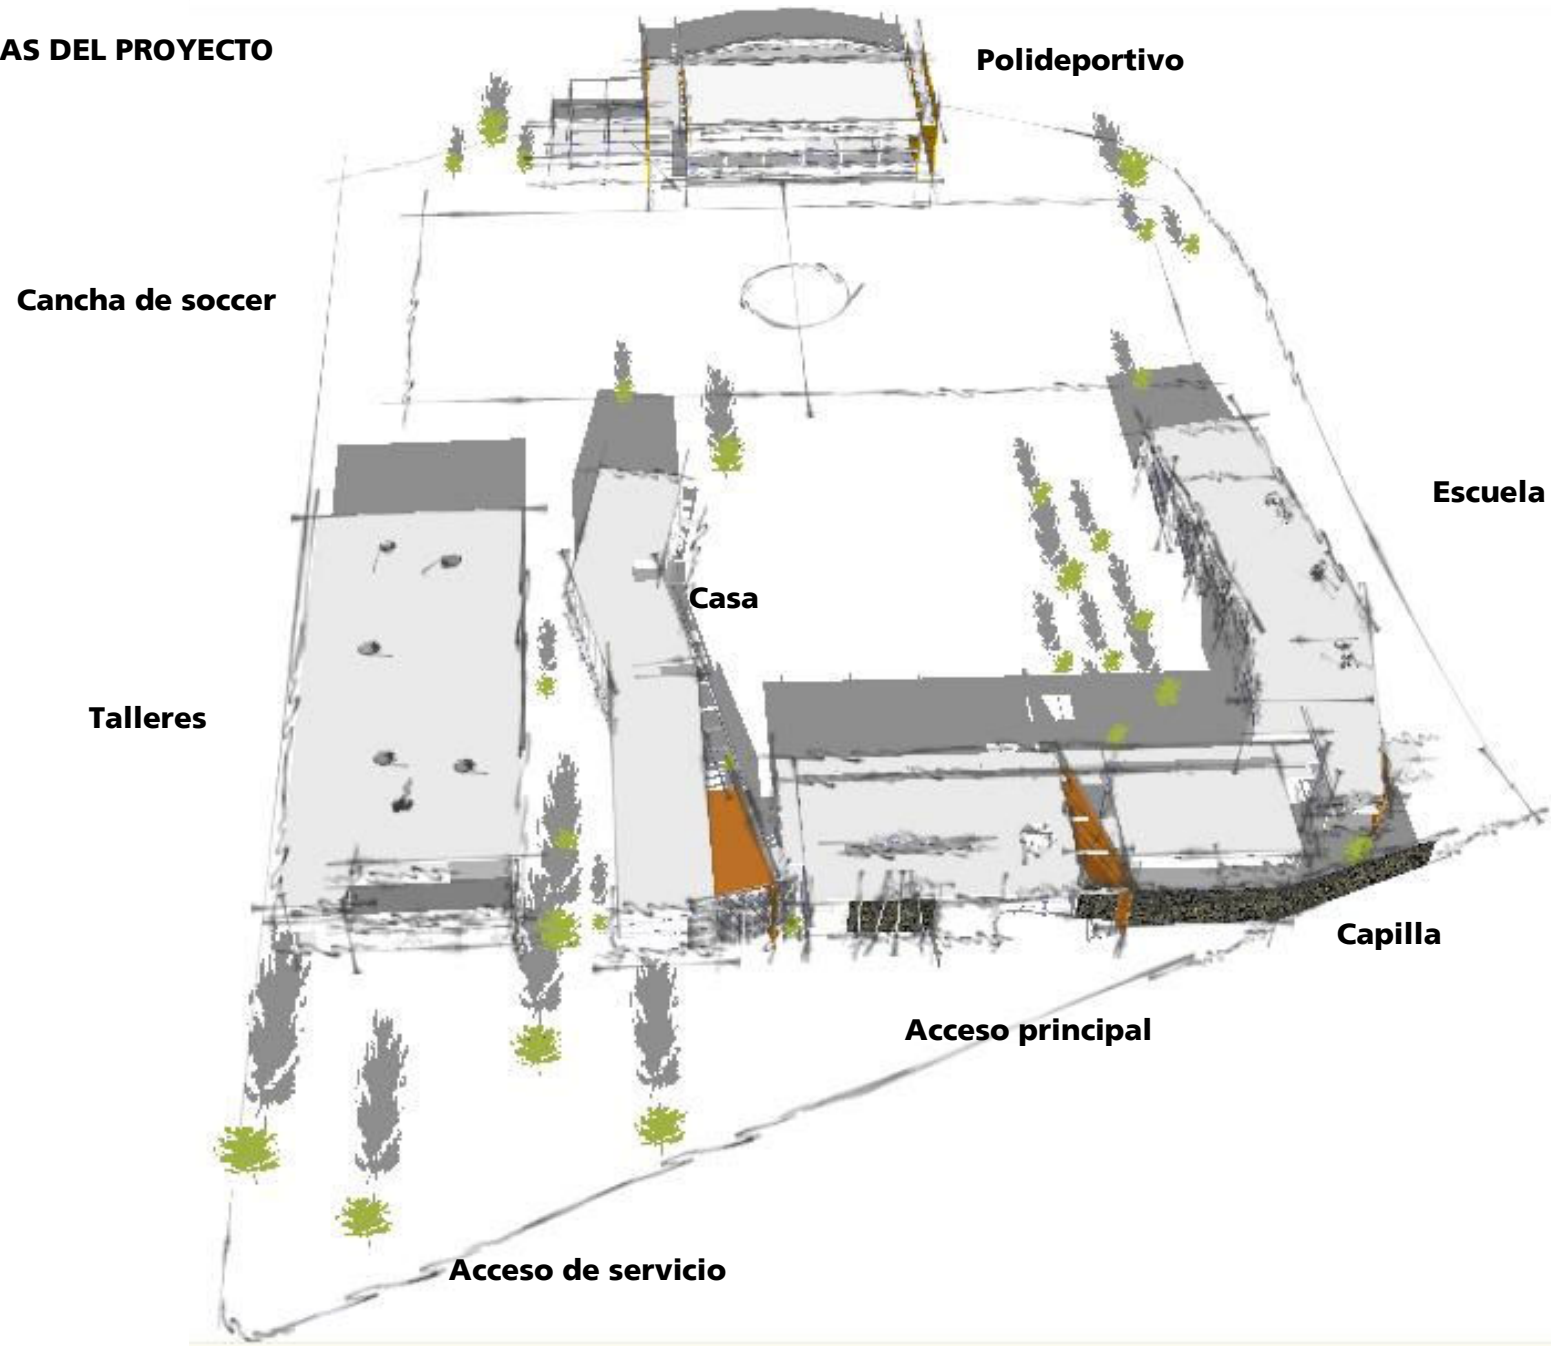 AS DEL PROYECTO
Polideportivo
Cancha de soccer
Escuela
Casa
Talleres
Capilla
Acceso principal
Acceso de servicio